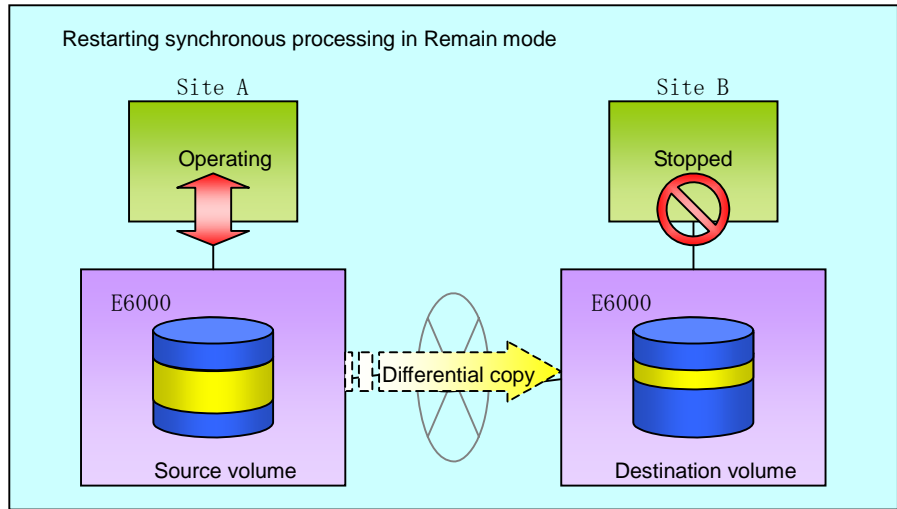 Restarting synchronous processing in Remain mode
Site A
Site B
Operating
Stopped
E6000
E6000
Differential copy
Source volume
Destination volume